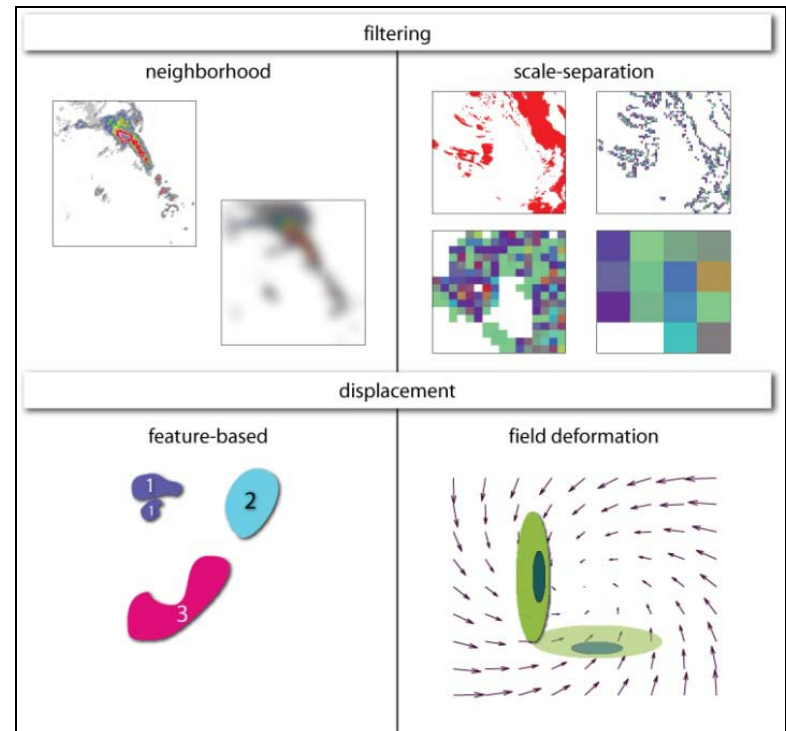 filtering
neighborhood
scale-separation
displacement
feature-based
field deformation
1
1
2
3